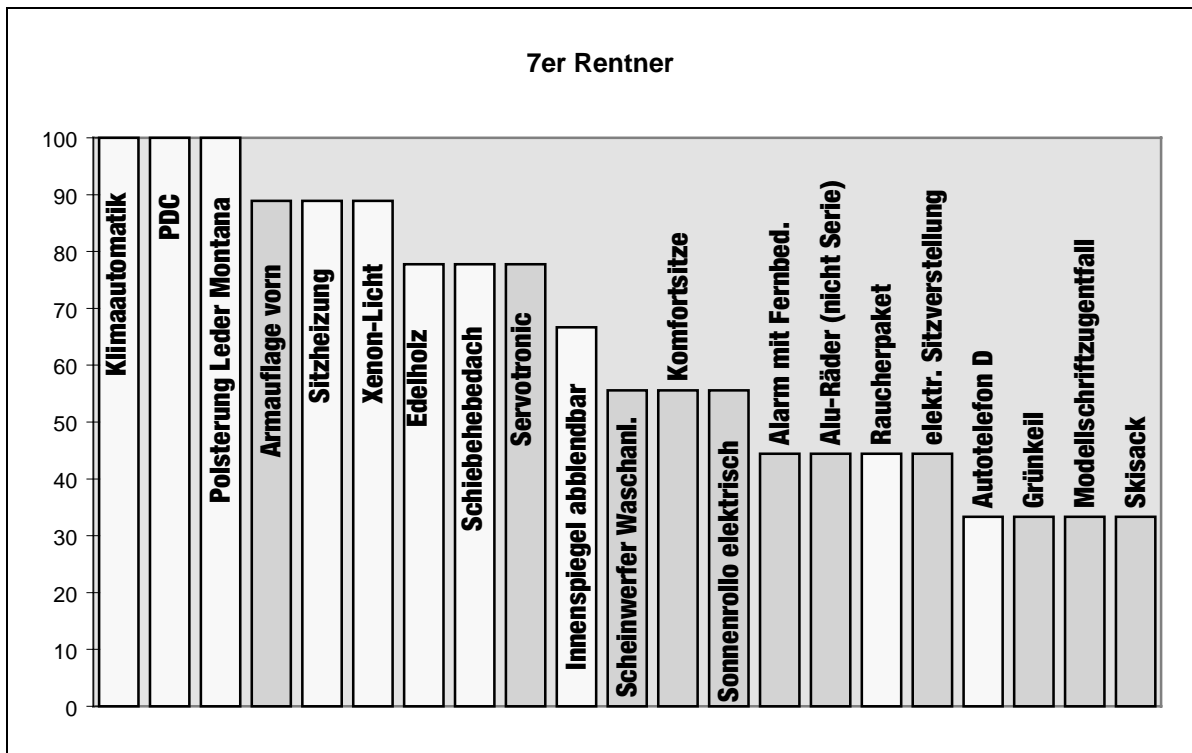 7er Rentner
100
90
80
70
60
50
40
30
20
10
0
Klimaautomatik
PDC
Polsterung Leder Montana
Armauflage vorn
Sitzheizung
Xenon-Licht
Edelholz
Schiebehebedach
Servotronic
Innenspiegel abblendbar
Scheinwerfer Waschanl.
Komfortsitze
Sonnenrollo elektrisch
Alarm mit Fernbed.
Alu-Räder (nicht Serie)
Raucherpaket
elektr. Sitzverstellung
Autotelefon D
Grünkeil
Modellschriftzugentfall
Skisack